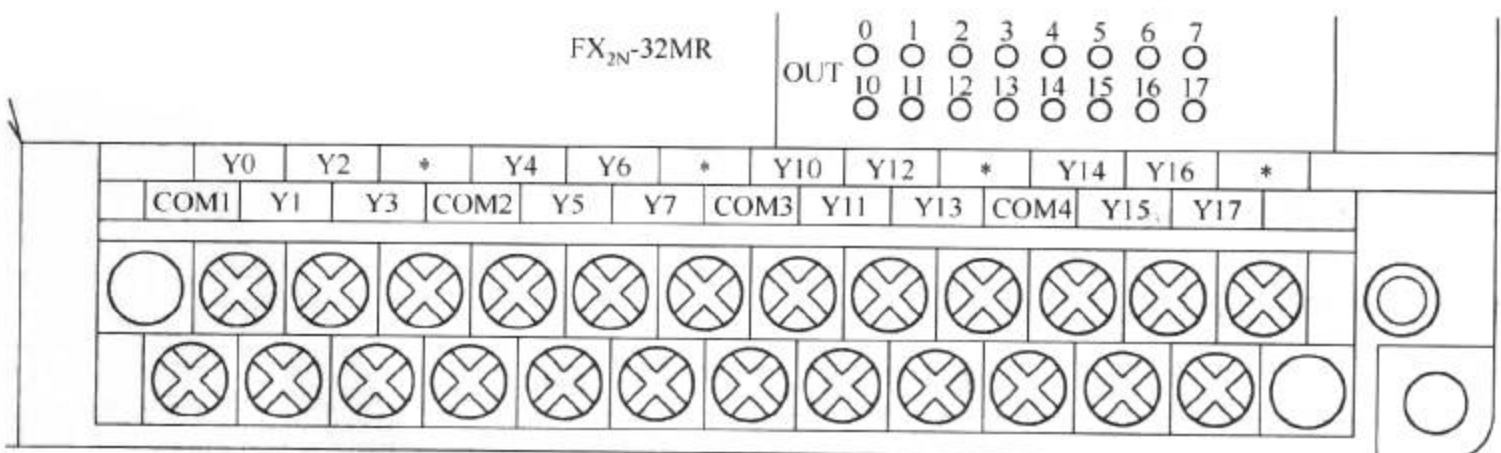 FX2N-32MR
0 1 2 3 4 5 6 7
OUT
10 11 12 13 14 15 16 17
Y0 Y2 * Y4 Y6 * Y10 Y12 * Y14 Y16 *
COM1 Y1 Y3 COM2 Y5 Y7 COM3 Y11 Y13 COM4 Y15 Y17